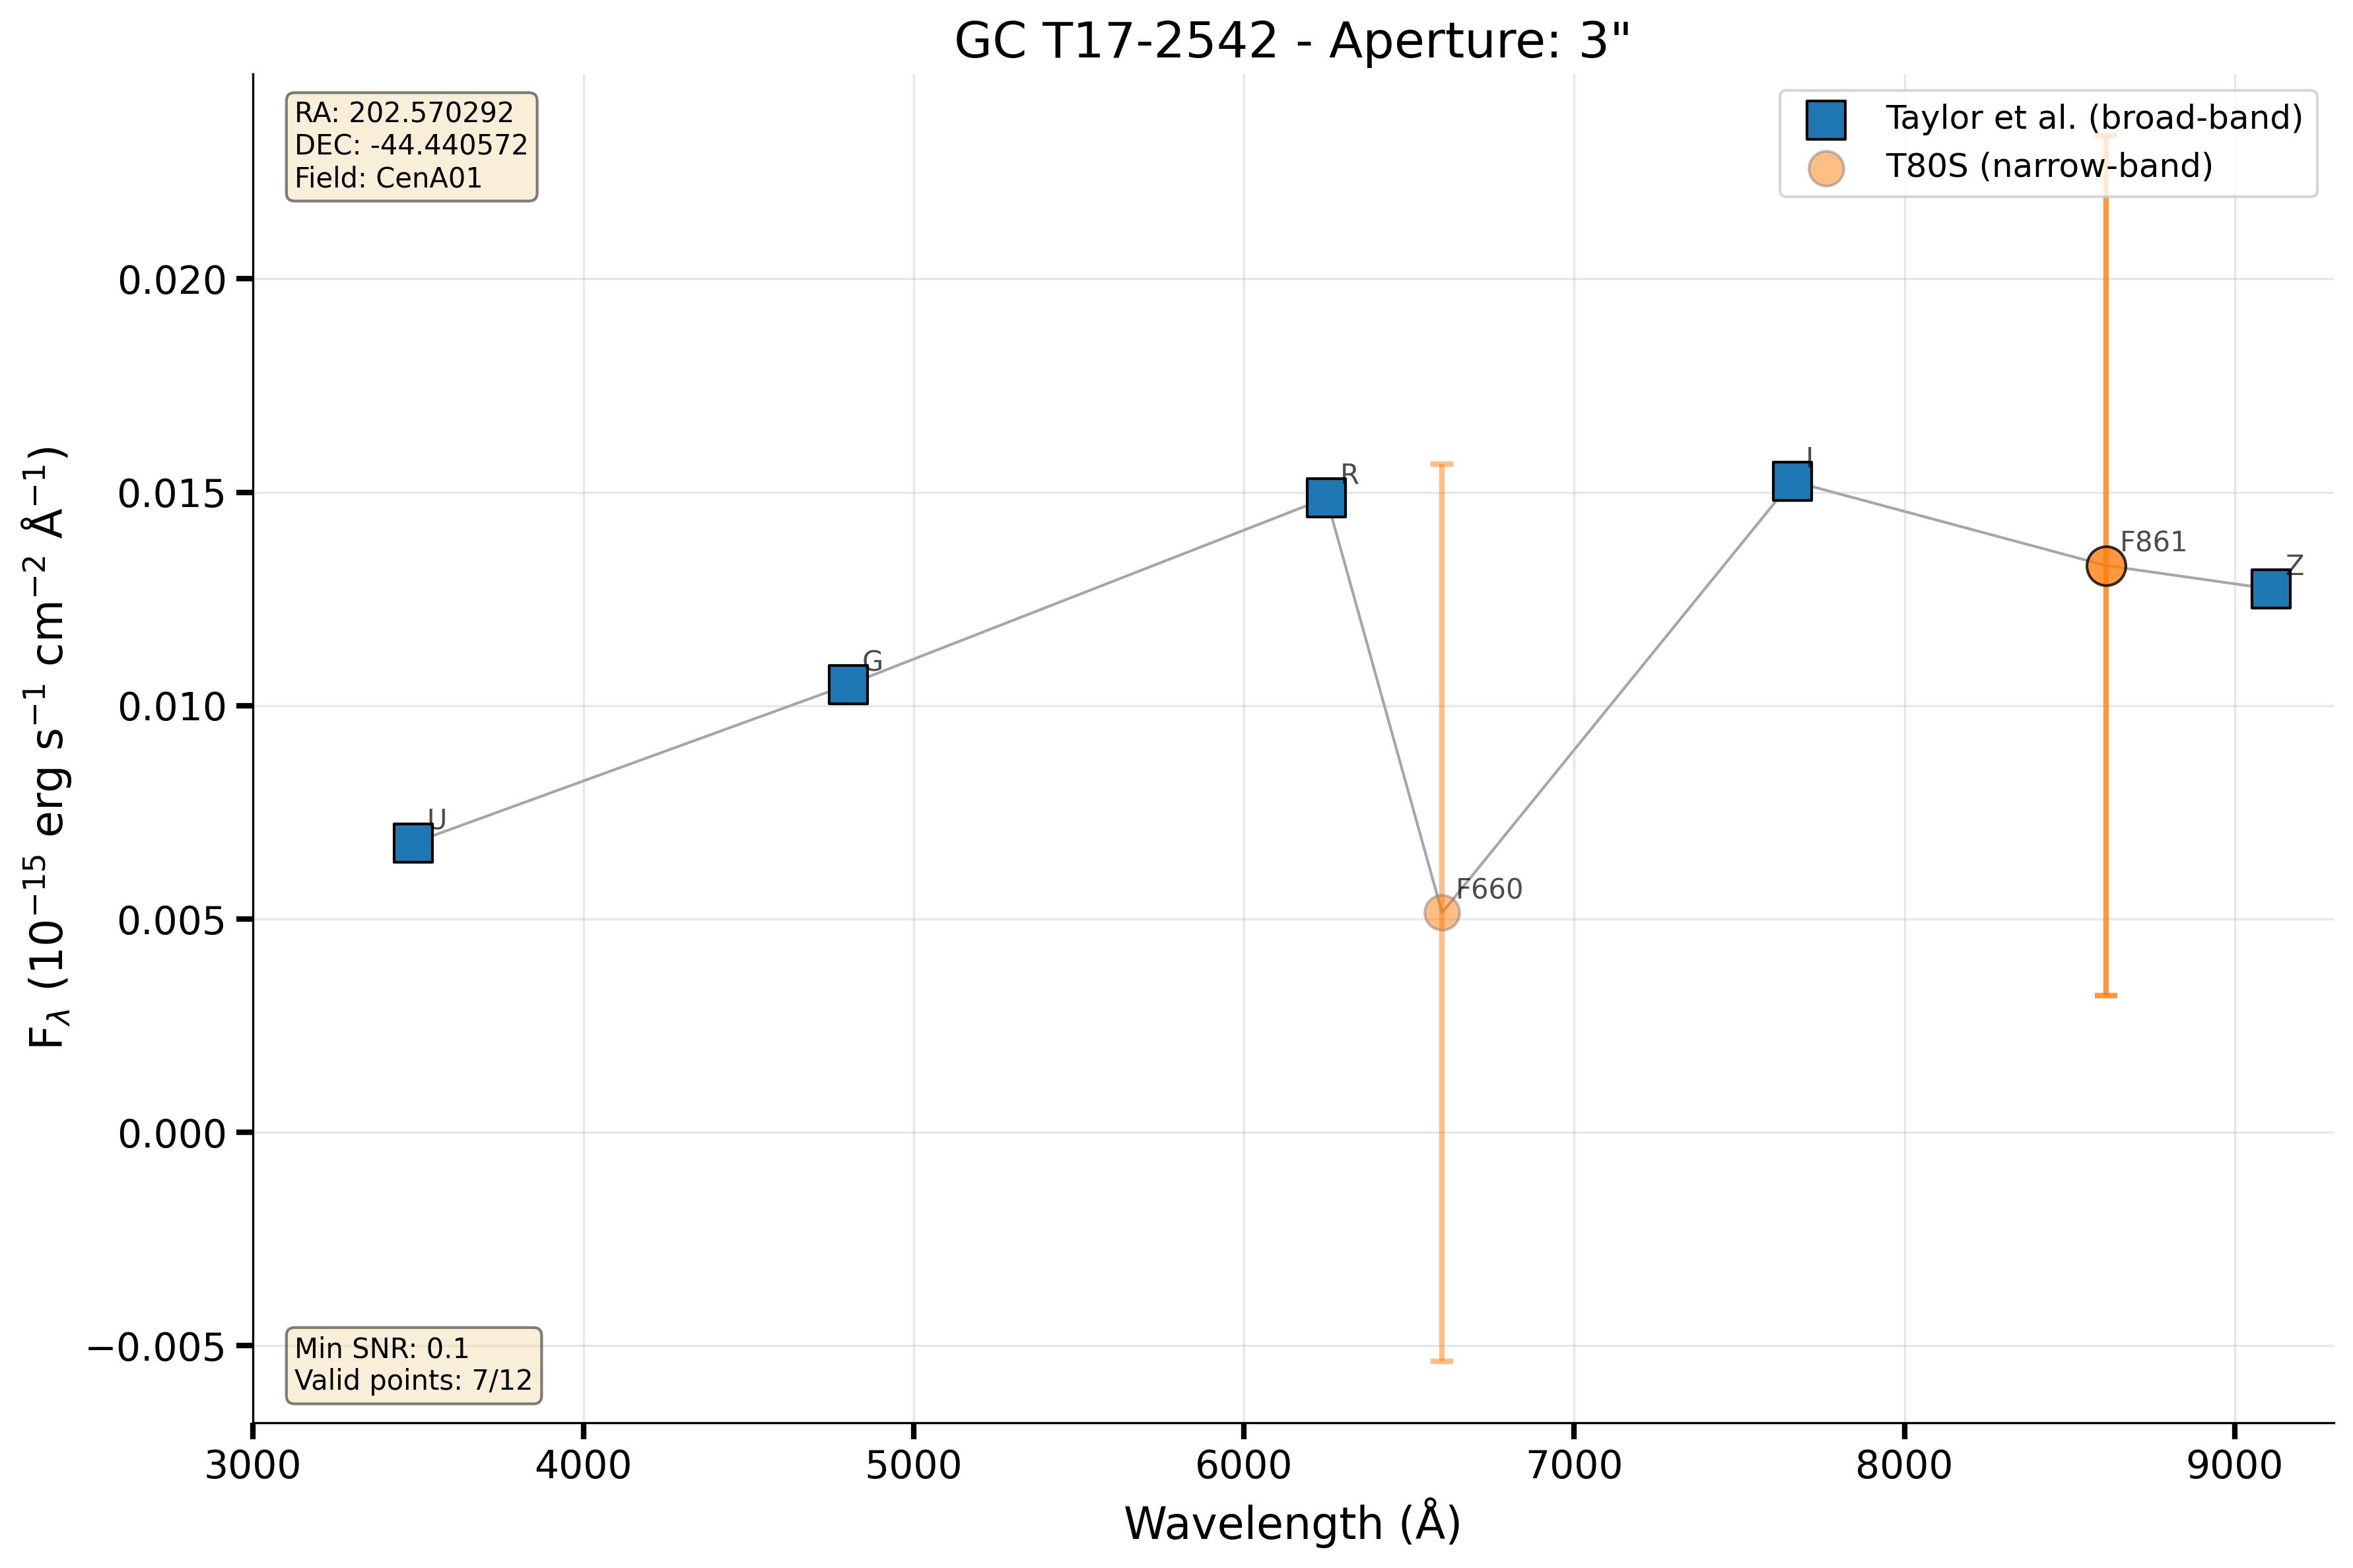 GC T17-2542 - Aperture: 3"
RA: 202.570292
DEC: -44.440572
Field: CenA01
Taylor et al. (broad-band)
T80S (narrow-band)
F_λ (10⁻¹⁵ erg s⁻¹ cm⁻² Å⁻¹)
0.020
0.015
0.010
0.005
0.000
−0.005
U
G
R
F660
I
F861
Z
Min SNR: 0.1
Valid points: 7/12
3000 4000 5000 6000 7000 8000 9000
Wavelength (Å)